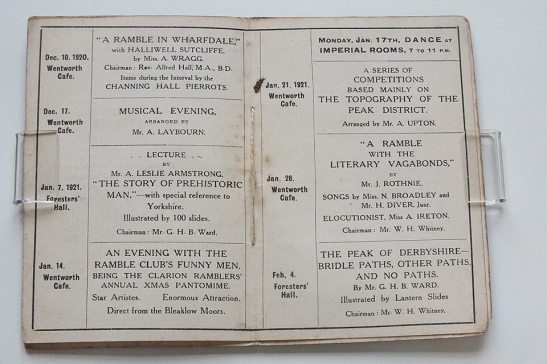 Dec. 10, 1920,
Wentworth
Cafe.
"A RAMBLE IN WHARFDALE,"
with HALLIWELL SUTCLIFFE,
by Miss. A. WRAGG.
Chairman: Rev. Alfred Hall, M.A., B.D.
Items during the Interval by the
CHANNING HALL PIERROTS.
Dec. 17.
Wentworth
Cafe.
MUSICAL EVENING,
ARRANGED BY
Mr. A. LAYBOURN.
Jan. 7, 1921.
Foresters'
Hall.
. . LECTURE . .
BY
Mr. A. LESLIE ARMSTRONG,
"THE STORY OF PREHISTORIC
MAN."—with special reference to
Yorkshire.
Illustrated by 100 slides.
Chairman: Mr. G. H. B. Ward.
Jan. 14.
Wentworth
Cafe.
AN EVENING WITH THE
RAMBLE CLUB'S FUNNY MEN,
BEING THE CLARION RAMBLERS'
ANNUAL XMAS PANTOMIME.
Star Artistes. Enormous Attraction.
Direct from the Bleaklow Moors.
MONDAY, JAN. 17TH, DANCE AT
IMPERIAL ROOMS, 7 TO 11 P.M.
Jan. 21, 1921.
Wentworth
Cafe.
A SERIES OF
COMPETITIONS
BASED MAINLY ON
THE TOPOGRAPHY OF THE
PEAK DISTRICT.
Arranged by Mr. A. UPTON.
Jan. 28.
Wentworth
Cafe.
"A RAMBLE
WITH THE
LITERARY VAGABONDS,"
BY
Mr. J. ROTHNIE.
SONGS by Miss. N. BROADLEY and
Mr. H. DIVER, Junr.
ELOCUTIONIST, Miss A. IRETON.
Chairman: Mr. W. H. Whitney.
Feb. 4.
Foresters'
Hall.
THE PEAK OF DERBYSHIRE—
BRIDLE PATHS, OTHER PATHS,
AND NO PATHS.
By Mr. G. H. B. WARD.
Illustrated by Lantern Slides
Chairman: Mr. W. H. Whitney.